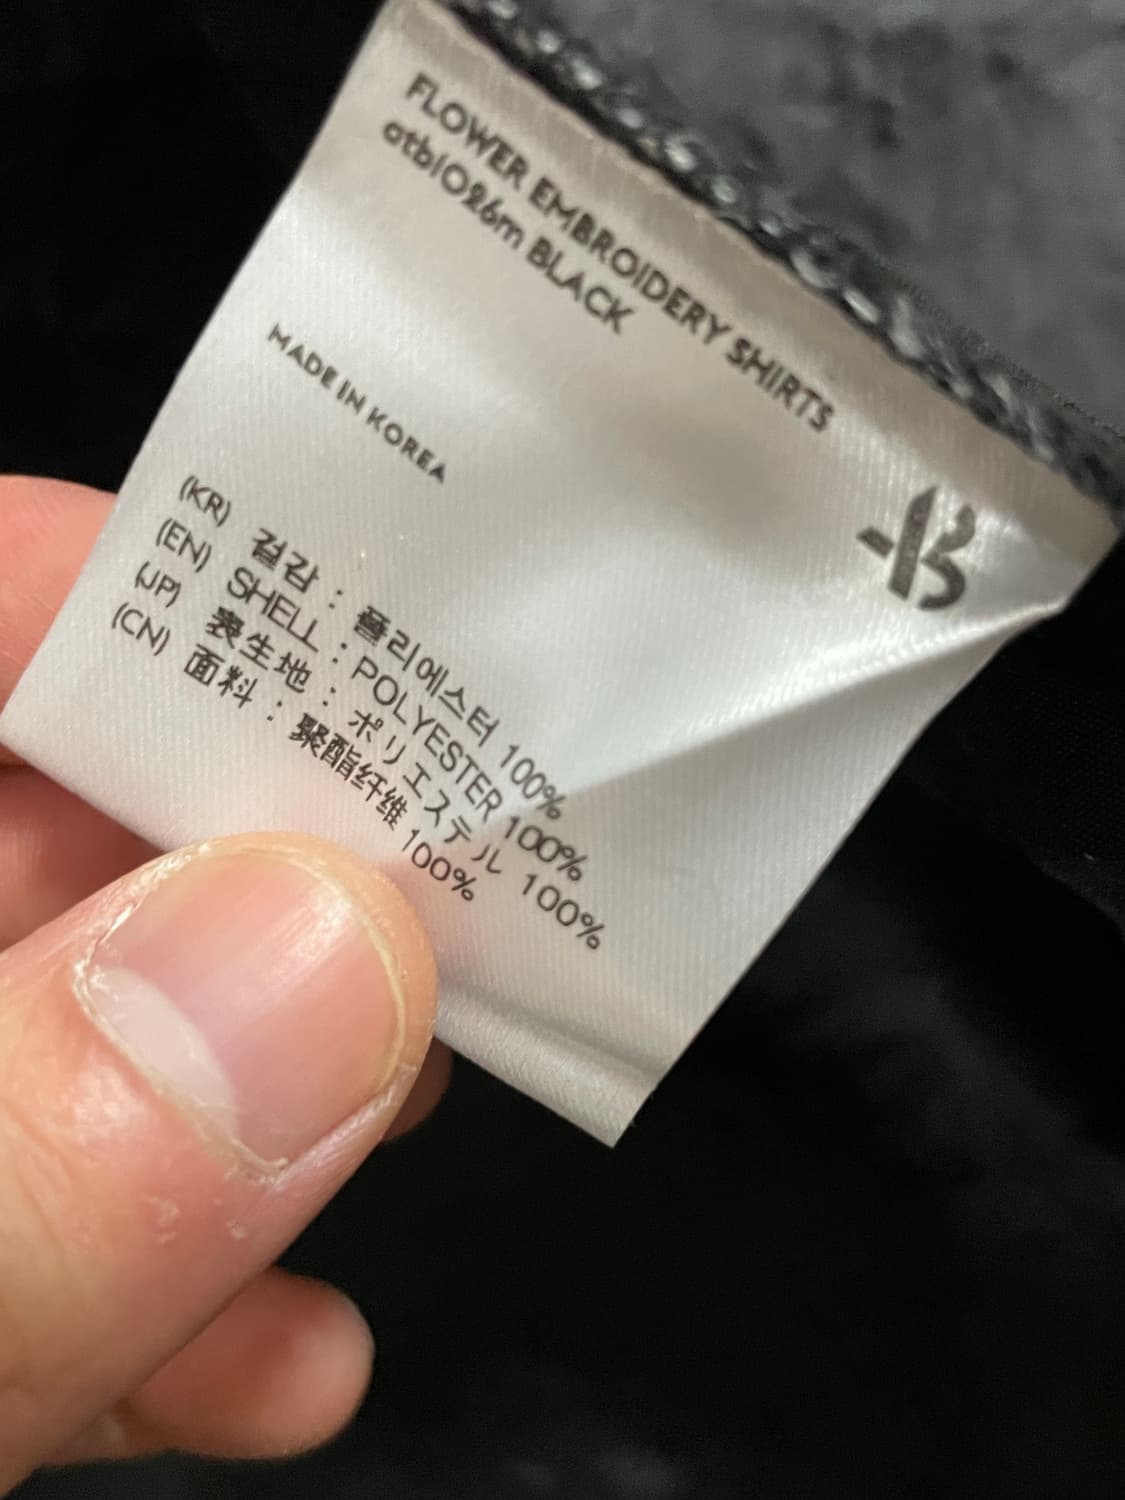 FLOWER EMBROIDERY SHIRTS
atb1026m BLACK
-B
MADE IN KOREA
(KR) 겉감 : 폴리에스터 100%
(EN) SHELL : POLYESTER 100%
(JP) 表生地 : ポリエステル 100%
(CN) 面料 : 聚酯纤维 100%